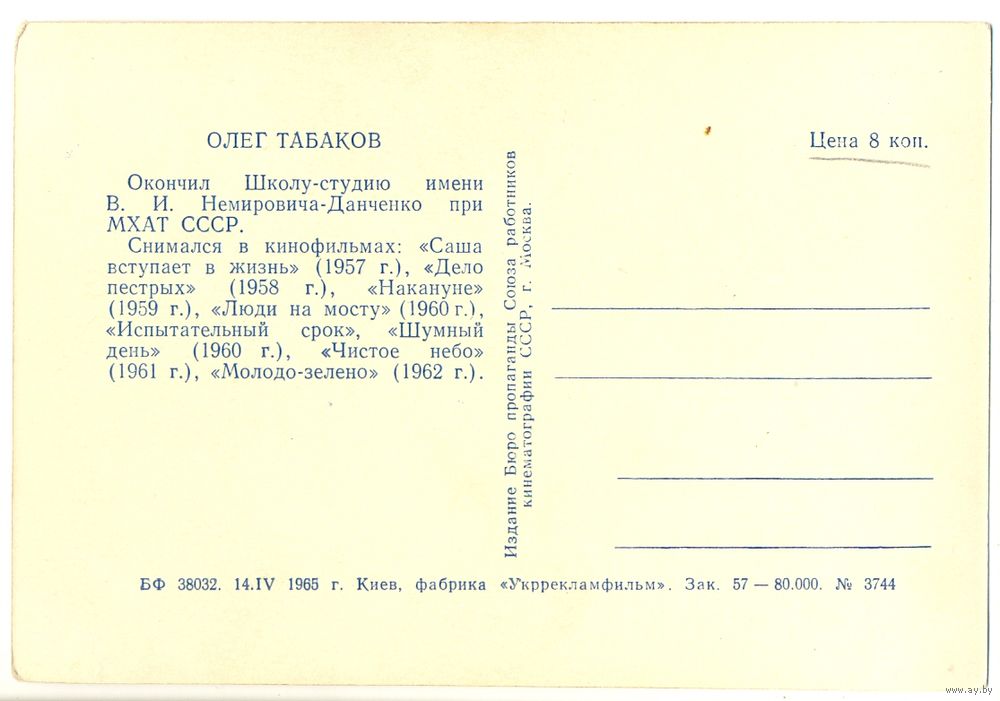 ОЛЕГ ТАБАКОВ
Окончил Школу-студию имени
В. И. Немировича-Данченко при
МХАТ СССР.
Снимался в кинофильмах: «Саша
вступает в жизнь» (1957 г.), «Дело
пестрых» (1958 г.), «Накануне»
(1959 г.), «Люди на мосту» (1960 г.),
«Испытательный срок», «Шумный
день» (1960 г.), «Чистое небо»
(1961 г.), «Молодо-зелено» (1962 г.).
Издание Бюро пропаганды Союза работников
кинематографии СССР, г. Москва.
Цена 8 коп.
БФ 38032. 14.IV 1965 г. Киев, фабрика «Укррекламфильм». Зак. 57 — 80.000. № 3744
www.ay.by